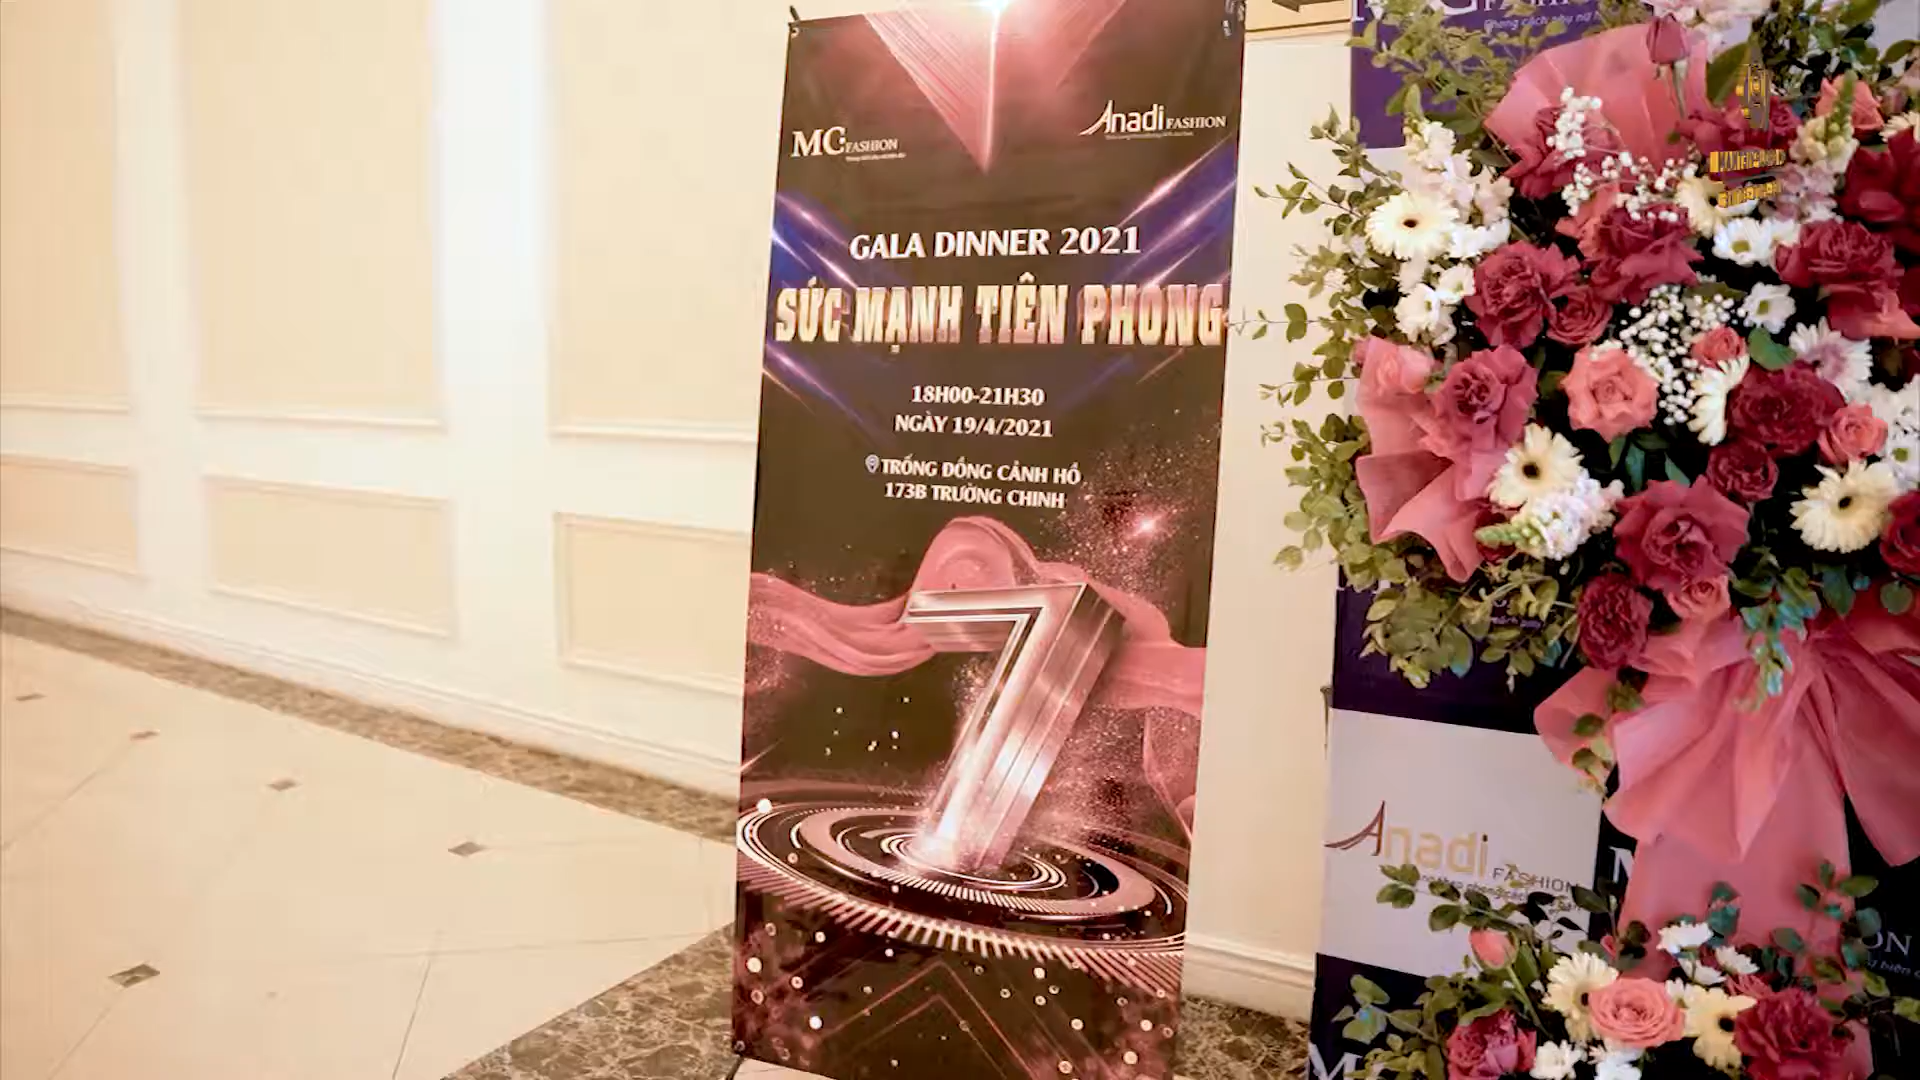 MC FASHION
Anadi FASHION
GALA DINNER 2021
SỨC MẠNH TIÊN PHONG
18H00-21H30
NGÀY 19/4/2021
TRỐNG ĐỒNG CẢNH HỒ
173B TRƯỜNG CHINH
7
Anadi FASHION